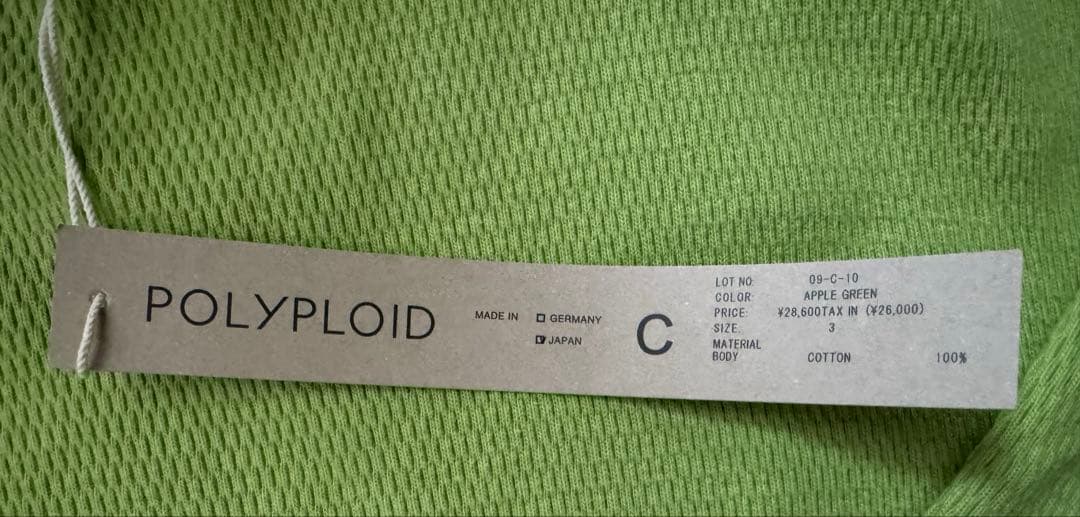 POLYPLOID
MADE IN ☐ GERMANY
☑ JAPAN
C
LOT NO. 09-C-10
COLOR: APPLE GREEN
PRICE: ¥28,600TAX IN (¥26,000)
SIZE. 3
MATERIAL
BODY COTTON 100%